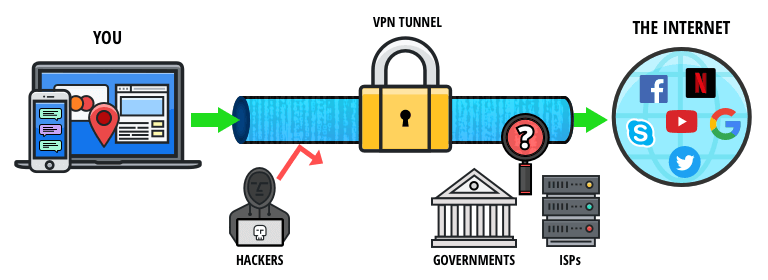 YOU
VPN TUNNEL
THE INTERNET
f
N
G
S
?
HACKERS
GOVERNMENTS
ISPs